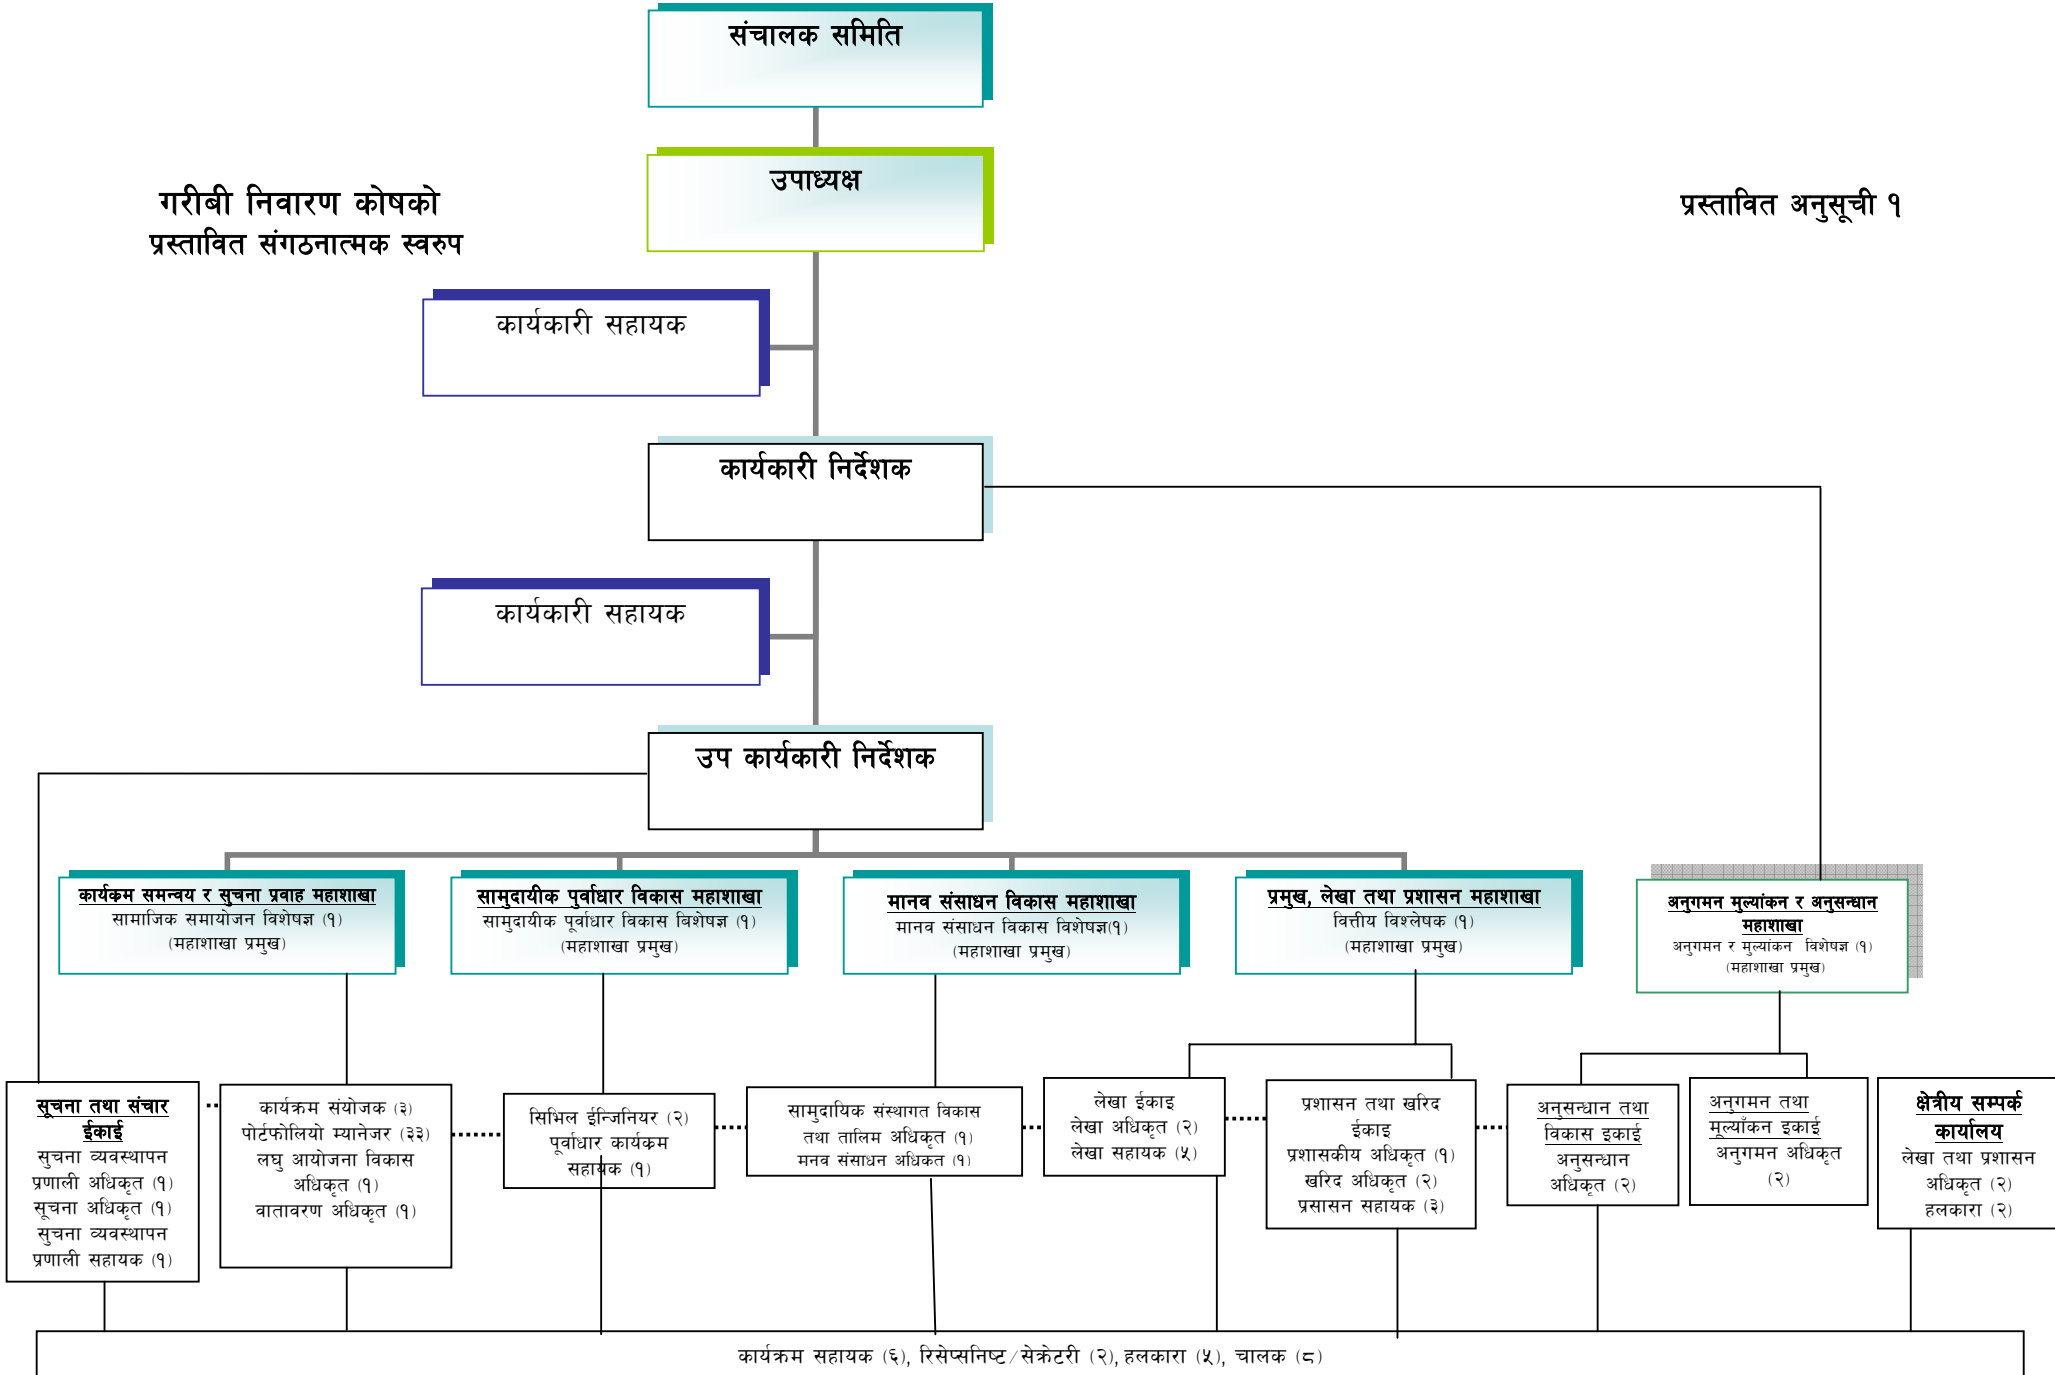 संचालक समिति
उपाध्यक्ष
गरीबी निवारण कोषको
प्रस्तावित संगठनात्मक स्वरुप
प्रस्तावित अनुसूची १
कार्यकारी सहायक
कार्यकारी निर्देशक
कार्यकारी सहायक
उप कार्यकारी निर्देशक
कार्यक्रम समन्वय र सुचना प्रवाह महाशाखा
सामाजिक समायोजन विशेषज्ञ (१)
(महाशाखा प्रमुख)
सामुदायीक पुर्वाधार विकास महाशाखा
सामुदायीक पूर्वाधार विकास विशेषज्ञ (१)
(महाशाखा प्रमुख)
मानव संसाधन विकास महाशाखा
मानव संसाधन विकास विशेषज्ञ(१)
(महाशाखा प्रमुख)
प्रमुख, लेखा तथा प्रशासन महाशाखा
वित्तीय विश्लेषक (१)
(महाशाखा प्रमुख)
अनुगमन मुल्यांकन र अनुसन्धान
महाशाखा
अनुगमन र मुल्यांकन विशेषज्ञ (१)
(महाशाखा प्रमुख)
सूचना तथा संचार
ईकाई
सुचना व्यवस्थापन
प्रणाली अधिकृत (१)
सूचना अधिकृत (१)
सुचना व्यवस्थापन
प्रणाली सहायक (१)
कार्यक्रम संयोजक (३)
पोर्टफोलियो म्यानेजर (३३)
लघु आयोजना विकास
अधिकृत (१)
वातावरण अधिकृत (१)
सिभिल ईन्जिनियर (२)
पूर्वाधार कार्यक्रम
सहायक (१)
सामुदायिक संस्थागत विकास
तथा तालिम अधिकृत (१)
मानव संसाधन अधिकत (१)
लेखा ईकाइ
लेखा अधिकृत (२)
लेखा सहायक (५)
प्रशासन तथा खरिद
ईकाइ
प्रशासकीय अधिकृत (१)
खरिद अधिकृत (२)
प्रसासन सहायक (३)
अनुसन्धान तथा
विकास इकाई
अनुसन्धान
अधिकृत (२)
अनुगमन तथा
मूल्याँकन इकाई
अनुगमन अधिकृत
(२)
क्षेत्रीय सम्पर्क
कार्यालय
लेखा तथा प्रशासन
अधिकृत (२)
हलकारा (२)
कार्यक्रम सहायक (६), रिसेप्सनिष्ट/सेक्रेटरी (२), हलकारा (५), चालक (८)